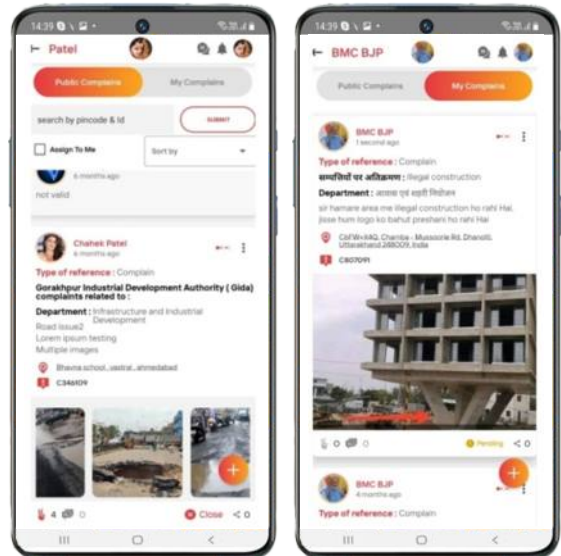 14:39
Patel
Public Complains
My Complains
search by pincode & Id
SUBMIT
Assign To Me
Sort by
6 months ago
not valid
Chahek Patel
6 months ago
Type of reference : Complain
Gorakhpur Industrial Development Authority ( Gida)
complaints related to :
Department : Infrastructure and Industrial
Development
Road issue2
Lorem ipsum testing
Multiple images
Bhavna school ,vastral ,ahmedabad
C346109
4
0
Close
0
14:39
BMC BJP
Public Complains
My Complains
BMC BJP
1 second ago
Type of reference : Complain
सम्पत्तियों पर अतिक्रमण : Illegal construction
Department : आवास एवं शहरी नियोजन
sir hamare area me illegal construction ho rahi Hai,
jisse hum logo ko bahut preshani ho rahi Hai
Chamba - Mussoorie Rd, Dhanolti,
Uttarakhand 248009, India
C807091
0
0
Pending
0
BMC BJP
4 months ago
Type of reference : Complain